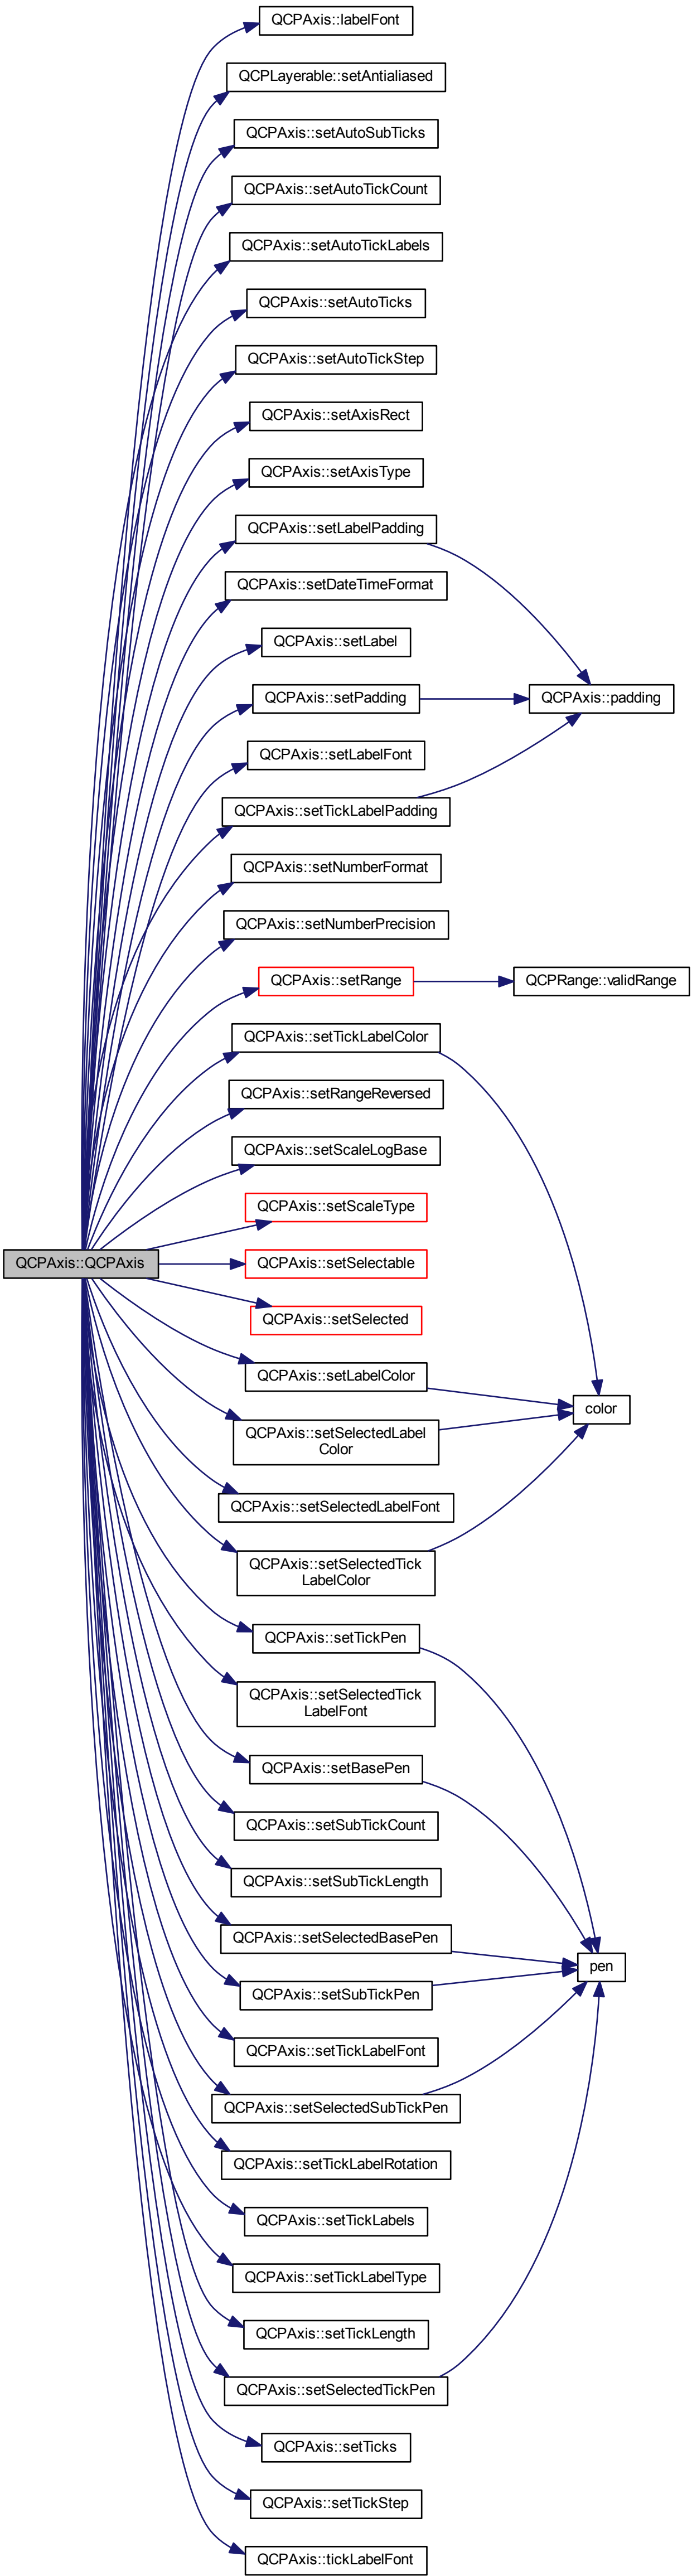 QCPAxis::labelFont
QCPLayerable::setAntialiased
QCPAxis::setAutoSubTicks
QCPAxis::setAutoTickCount
QCPAxis::setAutoTickLabels
QCPAxis::setAutoTicks
QCPAxis::setAutoTickStep
QCPAxis::setAxisRect
QCPAxis::setAxisType
QCPAxis::setLabelPadding
QCPAxis::setDateTimeFormat
QCPAxis::setLabel
QCPAxis::setPadding
QCPAxis::padding
QCPAxis::setLabelFont
QCPAxis::setTickLabelPadding
QCPAxis::setNumberFormat
QCPAxis::setNumberPrecision
QCPAxis::setRange
QCPRange::validRange
QCPAxis::setTickLabelColor
QCPAxis::setRangeReversed
QCPAxis::setScaleLogBase
QCPAxis::setScaleType
QCPAxis::QCPAxis
QCPAxis::setSelectable
QCPAxis::setSelected
QCPAxis::setLabelColor
color
QCPAxis::setSelectedLabel
Color
QCPAxis::setSelectedLabelFont
QCPAxis::setSelectedTick
LabelColor
QCPAxis::setTickPen
QCPAxis::setSelectedTick
LabelFont
QCPAxis::setBasePen
QCPAxis::setSubTickCount
QCPAxis::setSubTickLength
QCPAxis::setSelectedBasePen
pen
QCPAxis::setSubTickPen
QCPAxis::setTickLabelFont
QCPAxis::setSelectedSubTickPen
QCPAxis::setTickLabelRotation
QCPAxis::setTickLabels
QCPAxis::setTickLabelType
QCPAxis::setTickLength
QCPAxis::setSelectedTickPen
QCPAxis::setTicks
QCPAxis::setTickStep
QCPAxis::tickLabelFont